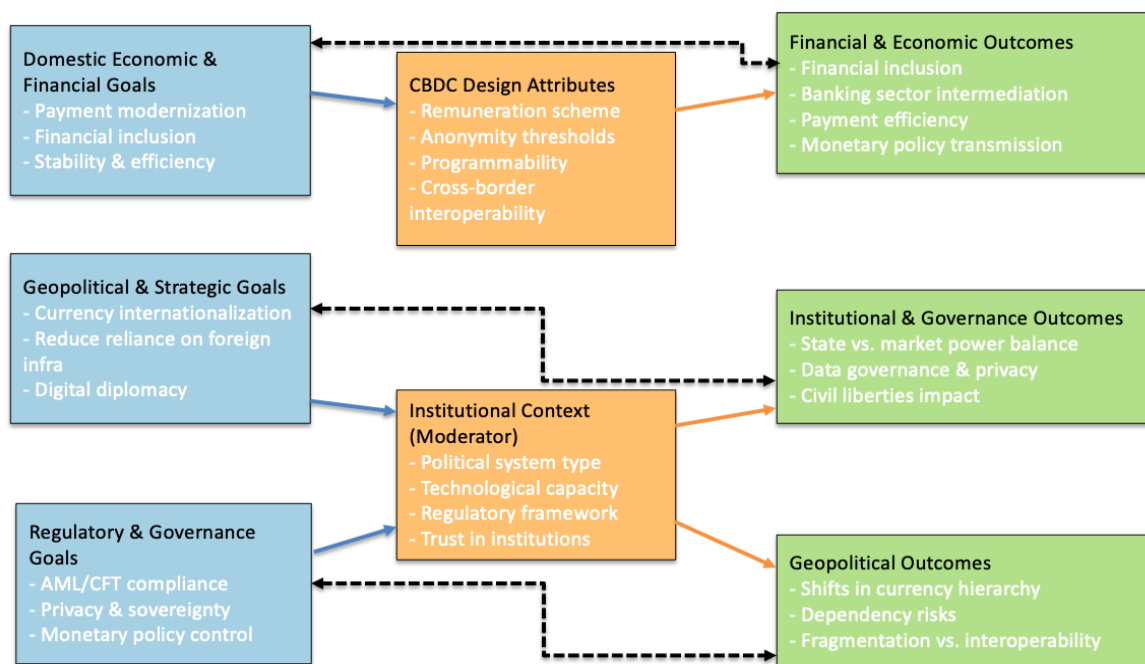 Domestic Economic &
Financial Goals
- Payment modernization
- Financial inclusion
- Stability & efficiency
CBDC Design Attributes
- Remuneration scheme
- Anonymity thresholds
- Programmability
- Cross-border
interoperability
Financial & Economic Outcomes
- Financial inclusion
- Banking sector intermediation
- Payment efficiency
- Monetary policy transmission
Geopolitical & Strategic Goals
- Currency internationalization
- Reduce reliance on foreign
infra
- Digital diplomacy
Institutional Context
(Moderator)
- Political system type
- Technological capacity
- Regulatory framework
- Trust in institutions
Institutional & Governance Outcomes
- State vs. market power balance
- Data governance & privacy
- Civil liberties impact
Regulatory & Governance
Goals
- AML/CFT compliance
- Privacy & sovereignty
- Monetary policy control
Geopolitical Outcomes
- Shifts in currency hierarchy
- Dependency risks
- Fragmentation vs. interoperability